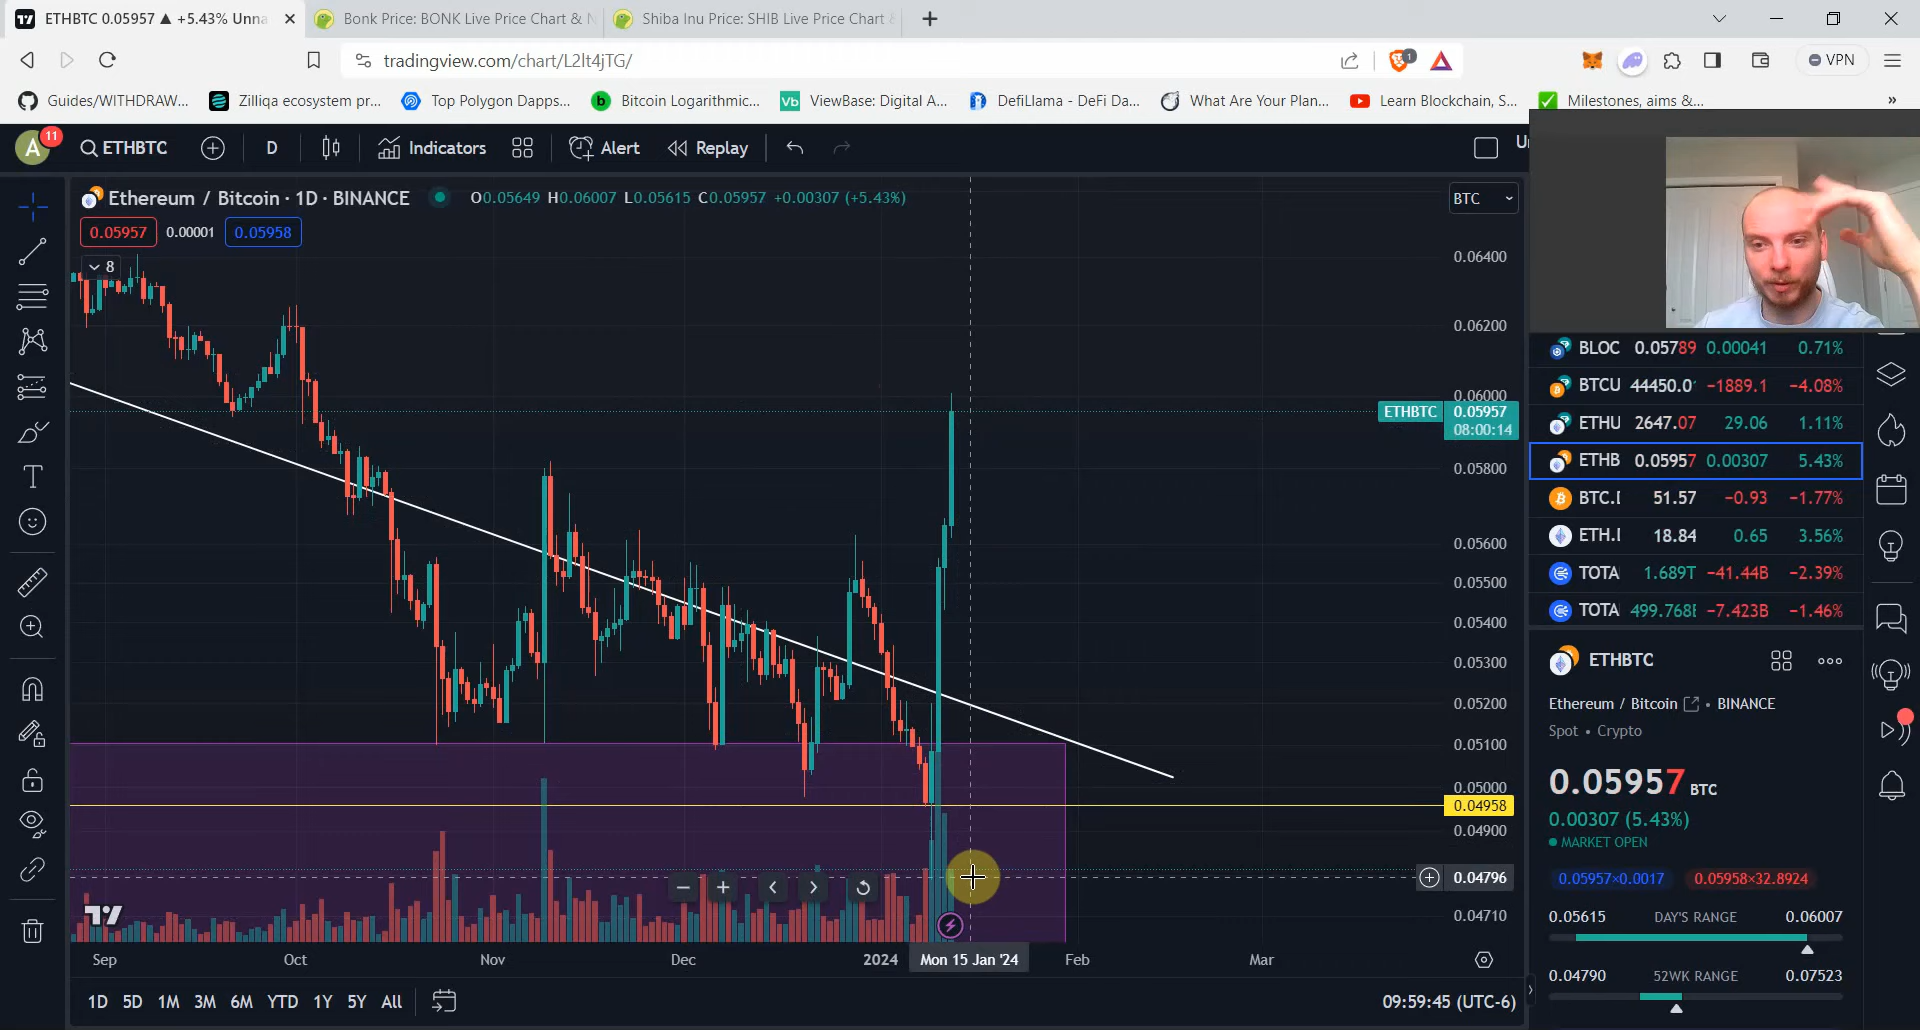 ETHBTC 0.05957 ▲ +5.43% Unna
Bonk Price: BONK Live Price Chart &
Shiba Inu Price: SHIB Live Price Chart
tradingview.com/chart/L2lt4jTG/
1
VPN
Guides/WITHDRAW...
Zilliqa ecosystem pr...
Top Polygon Dapps...
Bitcoin Logarithmic...
Vb
ViewBase: Digital A...
DefiLlama - DeFi Da...
What Are Your Plan...
Learn Blockchain, S...
Milestones, aims &...
A
11
ETHBTC
D
Indicators
Alert
Replay
Ethereum / Bitcoin · 1D · BINANCE
O0.05649 H0.06007 L0.05615 C0.05957 +0.00307 (+5.43%)
BTC
0.05957
0.00001
0.05958
8
0.06400
0.06200
0.06000
ETHBTC 0.05957
08:00:14
0.05800
0.05600
0.05500
0.05400
0.05300
0.05200
0.05100
0.05000
0.04958
0.04900
0.04796
0.04710
Sep
Oct
Nov
Dec
2024
Mon 15 Jan '24
Feb
Mar
1D 5D 1M 3M 6M YTD 1Y 5Y All
09:59:45 (UTC-6)
BLOC 0.05789 0.00041 0.71%
BTCU 44450.0 −1889.1 −4.08%
ETHU 2647.07 29.06 1.11%
ETHB 0.05957 0.00307 5.43%
BTC. 51.57 −0.93 −1.77%
ETH. 18.84 0.65 3.56%
TOTA 1.689T −41.44B −2.39%
TOTA 499.768 −7.423B −1.46%
ETHBTC
Ethereum / Bitcoin • BINANCE
Spot • Crypto
0.05957 BTC
0.00307 (5.43%)
MARKET OPEN
0.05957×0.0017
0.05958×32.8924
0.05615 DAY'S RANGE 0.06007
0.04790 52WK RANGE 0.07523